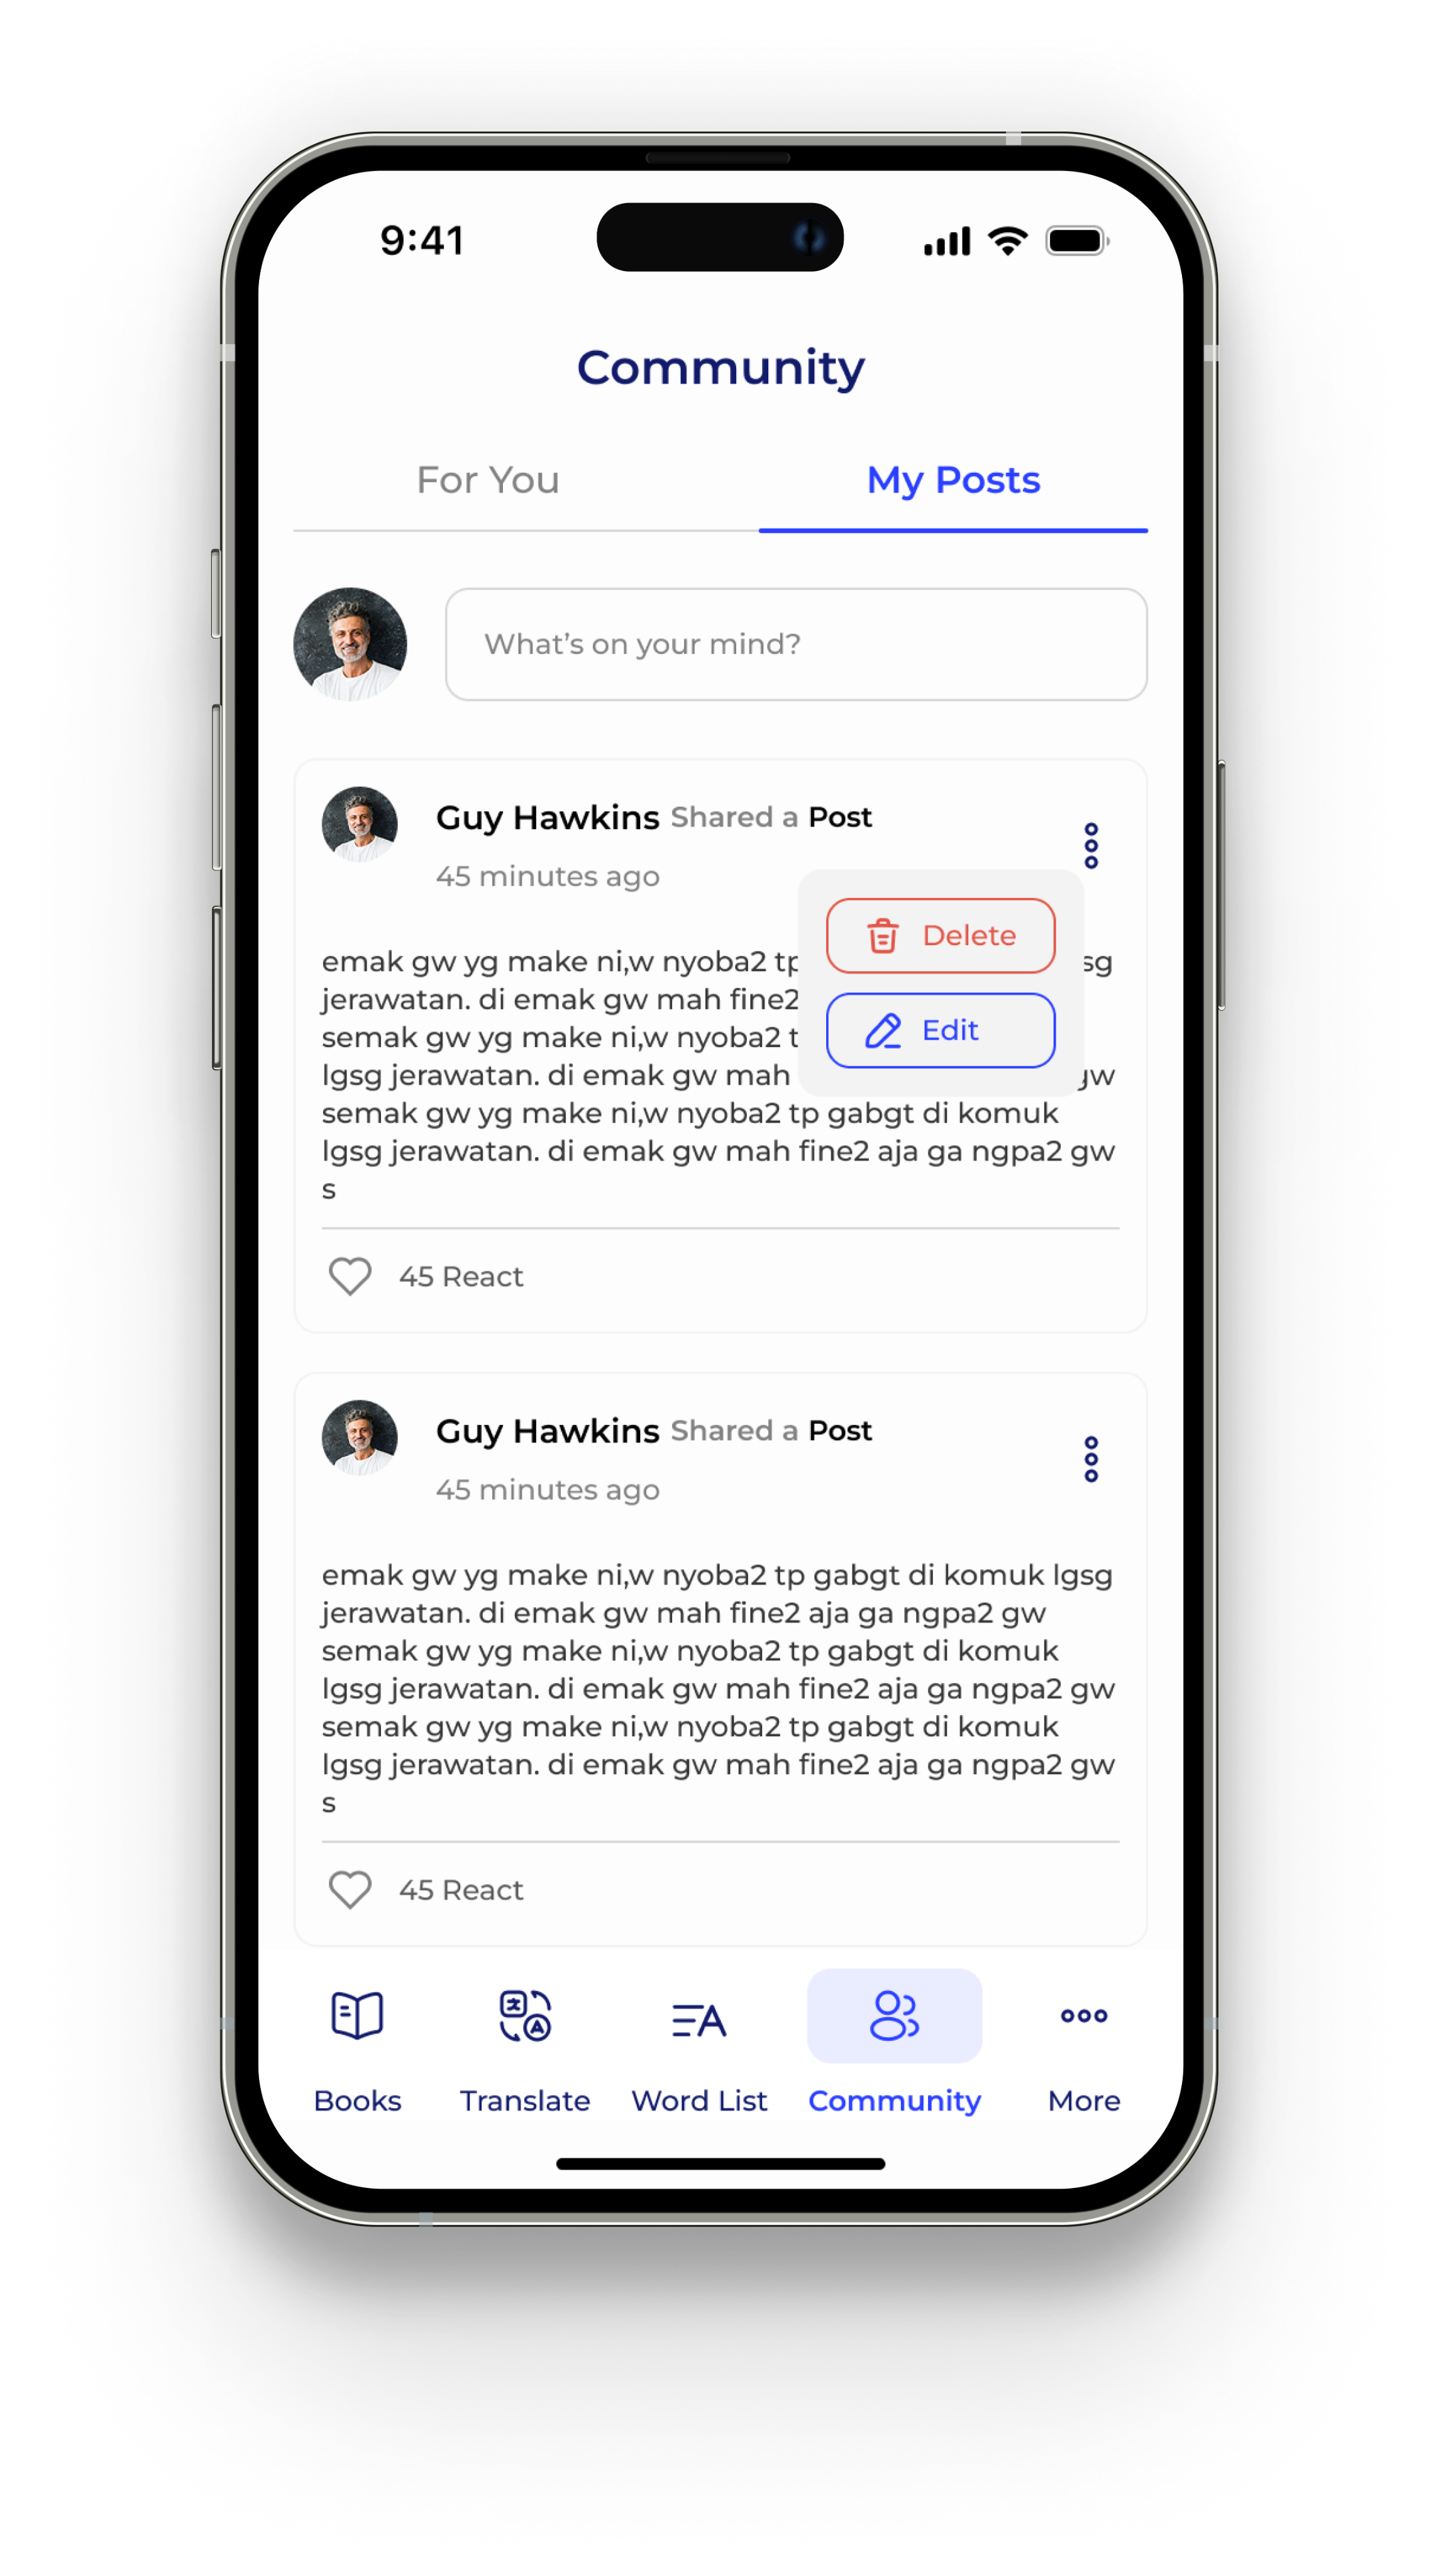 9:41
Community
For You
My Posts
What's on your mind?
Guy Hawkins Shared a Post
45 minutes ago
Delete
Edit
emak gw yg make ni,w nyoba2 tp sg
jerawatan. di emak gw mah fine2
semak gw yg make ni,w nyoba2 t
lgsg jerawatan. di emak gw mah gw
semak gw yg make ni,w nyoba2 tp gabgt di komuk
lgsg jerawatan. di emak gw mah fine2 aja ga ngpa2 gw
s
45 React
Guy Hawkins Shared a Post
45 minutes ago
emak gw yg make ni,w nyoba2 tp gabgt di komuk lgsg
jerawatan. di emak gw mah fine2 aja ga ngpa2 gw
semak gw yg make ni,w nyoba2 tp gabgt di komuk
lgsg jerawatan. di emak gw mah fine2 aja ga ngpa2 gw
semak gw yg make ni,w nyoba2 tp gabgt di komuk
lgsg jerawatan. di emak gw mah fine2 aja ga ngpa2 gw
s
45 React
Books
Translate
Word List
Community
More